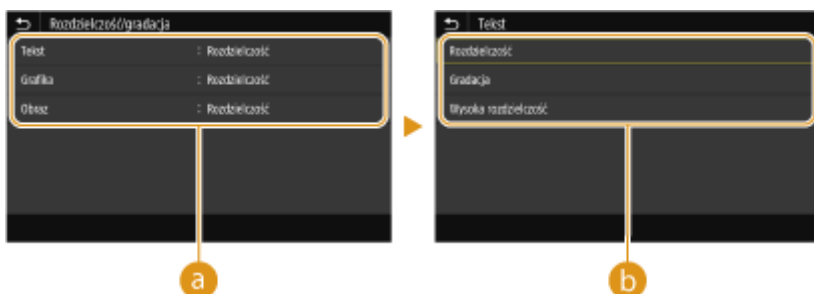 Rozdzielczość/gradacja
Tekst : Rozdzielczość
Grafika : Rozdzielczość
Obraz : Rozdzielczość
a
Tekst
Rozdzielczość
Gradacja
Wysoka rozdzielczość
b